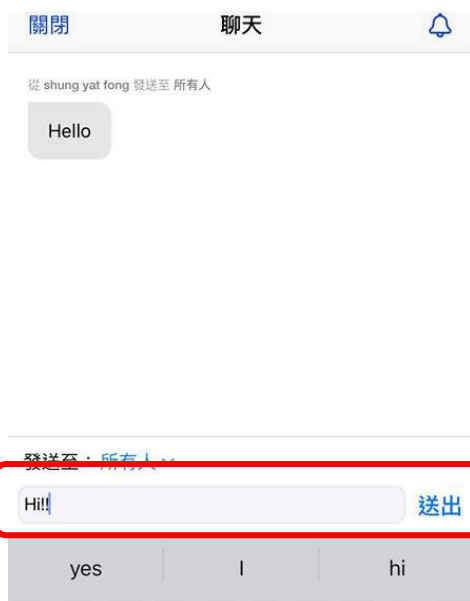 關閉 聊天
從 shung yat fong 發送至 所有人
Hello
發送至：所有人
Hi!!
送出
yes I hi